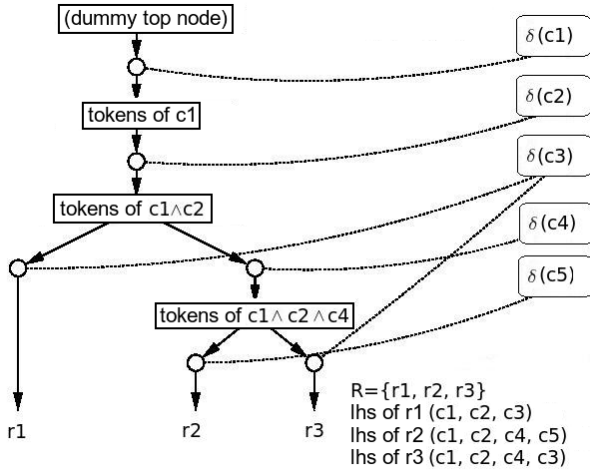 (dummy top node)
δ(c1)
δ(c2)
tokens of c1
δ(c3)
tokens of c1∧c2
δ(c4)
δ(c5)
tokens of c1 ∧ c2 ∧ c4
R={r1, r2, r3}
lhs of r1 (c1, c2, c3)
lhs of r2 (c1, c2, c4, c5)
lhs of r3 (c1, c2, c4, c3)
r1
r2
r3